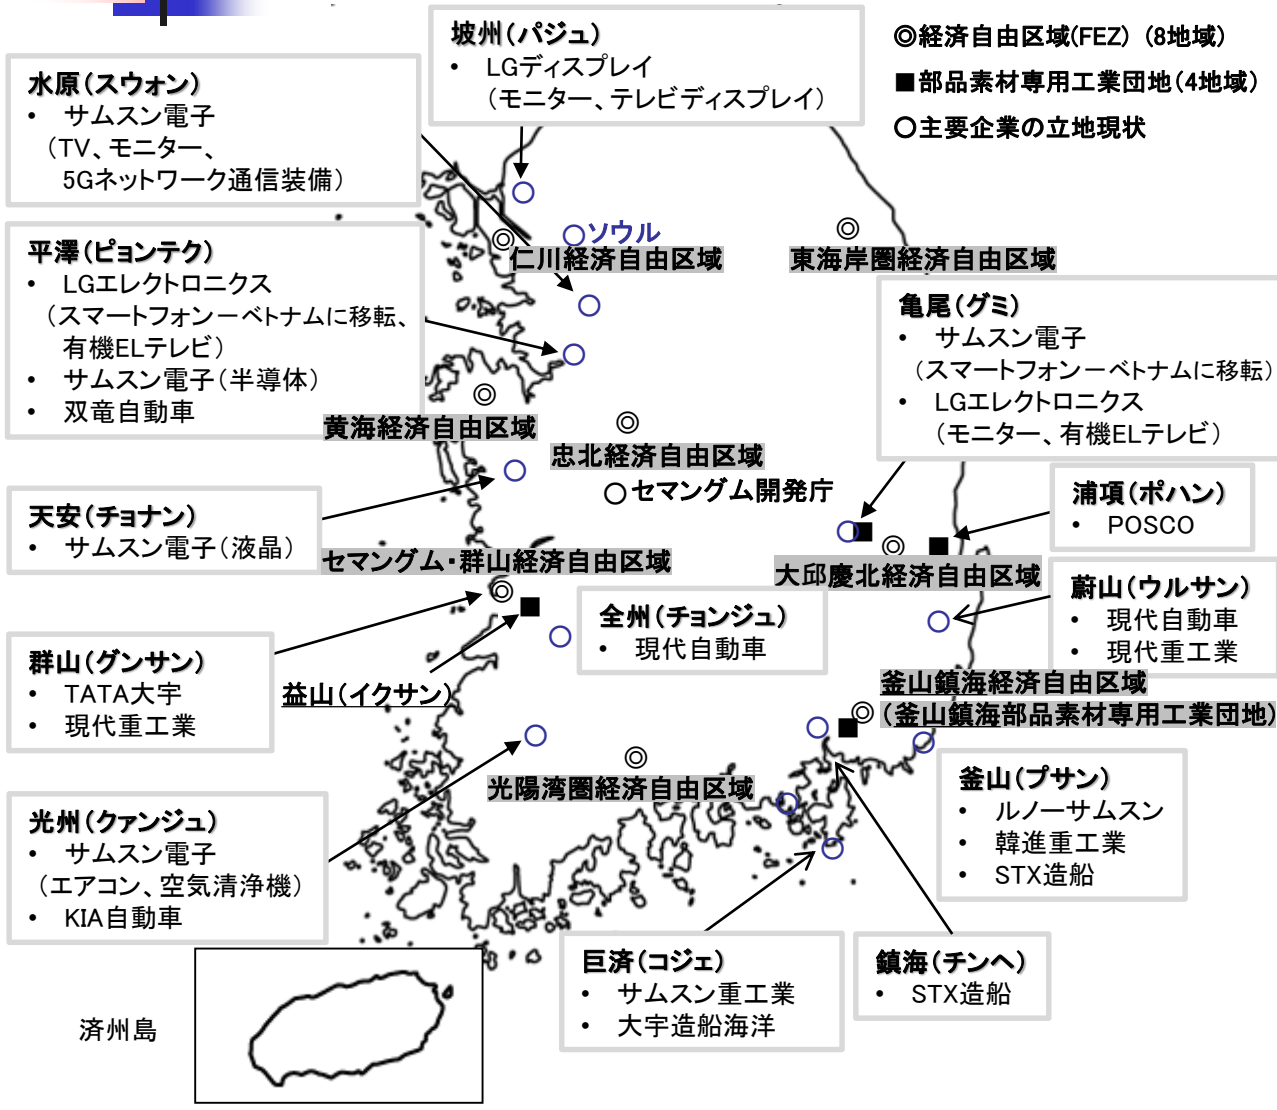 坡州（パジュ）
• LGディスプレイ
（モニター、テレビディスプレイ）
◎経済自由区域(FEZ) (8地域)
■部品素材専用工業団地(4地域)
○主要企業の立地現状
水原（スウォン）
• サムスン電子
（TV、モニター、
5Gネットワーク通信装備）
平澤（ピョンテク）
• LGエレクトロニクス
（スマートフォンーベトナムに移転、
有機ELテレビ）
• サムスン電子（半導体）
• 双竜自動車
ソウル
仁川経済自由区域
東海岸圏経済自由区域
亀尾（グミ）
• サムスン電子
（スマートフォンーベトナムに移転）
• LGエレクトロニクス
（モニター、有機ELテレビ）
黄海経済自由区域
忠北経済自由区域
○セマングム開発庁
天安（チョナン）
• サムスン電子（液晶）
浦項（ポハン）
• POSCO
セマングム・群山経済自由区域
大邱慶北経済自由区域
蔚山（ウルサン）
• 現代自動車
• 現代重工業
全州（チョンジュ）
• 現代自動車
群山（グンサン）
• TATA大宇
• 現代重工業
益山（イクサン）
釜山鎮海経済自由区域
（釜山鎮海部品素材専用工業団地）
光陽湾圏経済自由区域
釜山（プサン）
• ルノーサムスン
• 韓進重工業
• STX造船
光州（クァンジュ）
• サムスン電子
（エアコン、空気清浄機）
• KIA自動車
巨済（コジェ）
• サムスン重工業
• 大宇造船海洋
鎮海（チンヘ）
• STX造船
済州島